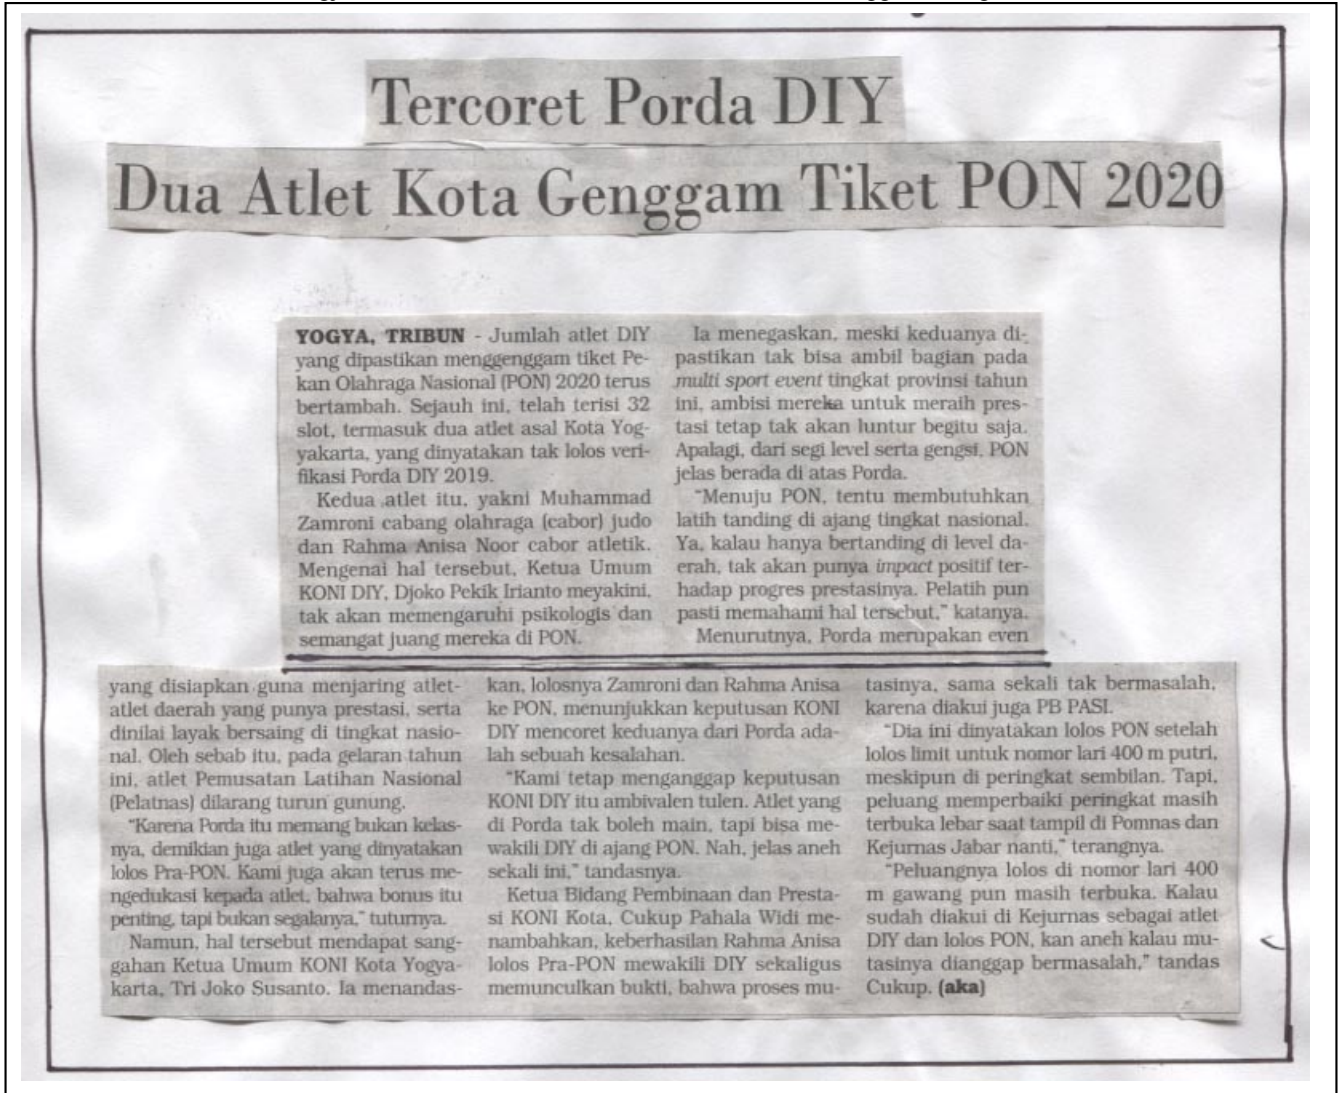 Tercoret Porda DIY
Dua Atlet Kota Genggam Tiket PON 2020
YOGYA, TRIBUN - Jumlah atlet DIY
yang dipastikan menggenggam tiket Pe-
kan Olahraga Nasional (PON) 2020 terus
bertambah. Sejauh ini, telah terisi 32
slot, termasuk dua atlet asal Kota Yog-
yakarta, yang dinyatakan tak lolos veri-
fikasi Porda DIY 2019.
Kedua atlet itu, yakni Muhammad
Zamroni cabang olahraga (cabor) judo
dan Rahma Anisa Noor cabor atletik.
Mengenai hal tersebut, Ketua Umum
KONI DIY, Djoko Pekik Irianto meyakini,
tak akan memengaruhi psikologis dan
semangat juang mereka di PON.
Ia menegaskan, meski keduanya di-
pastikan tak bisa ambil bagian pada
multi sport event tingkat provinsi tahun
ini, ambisi mereka untuk meraih pres-
tasi tetap tak akan luntur begitu saja.
Apalagi, dari segi level serta gengsi, PON
jelas berada di atas Porda.
"Menuju PON, tentu membutuhkan
latih tanding di ajang tingkat nasional.
Ya, kalau hanya bertanding di level da-
erah, tak akan punya impact positif ter-
hadap progres prestasinya. Pelatih pun
pasti memahami hal tersebut," katanya.
Menurutnya, Porda merupakan even
yang disiapkan guna menjaring atlet-
atlet daerah yang punya prestasi, serta
dinilai layak bersaing di tingkat nasio-
nal. Oleh sebab itu, pada gelaran tahun
ini, atlet Pemusatan Latihan Nasional
(Pelatnas) dilarang turun gunung.
"Karena Porda itu memang bukan kelas-
nya, demikian juga atlet yang dinyatakan
lolos Pra-PON. Kami juga akan terus me-
ngedukasi kepada atlet, bahwa bonus itu
penting, tapi bukan segalanya," tuturnya.
Namun, hal tersebut mendapat sang-
gahan Ketua Umum KONI Kota Yogya-
karta, Tri Joko Susanto. Ia menandas-
kan, lolosnya Zamroni dan Rahma Anisa
ke PON, menunjukkan keputusan KONI
DIY mencoret keduanya dari Porda ada-
lah sebuah kesalahan.
"Kami tetap menganggap keputusan
KONI DIY itu ambivalen tulen. Atlet yang
di Porda tak boleh main, tapi bisa me-
wakili DIY di ajang PON. Nah, jelas aneh
sekali ini," tandasnya.
Ketua Bidang Pembinaan dan Presta-
si KONI Kota, Cukup Pahala Widi me-
nambahkan, keberhasilan Rahma Anisa
lolos Pra-PON mewakili DIY sekaligus
memunculkan bukti, bahwa proses mu-
tasinya, sama sekali tak bermasalah,
karena diakui juga PB PASI.
"Dia ini dinyatakan lolos PON setelah
lolos limit untuk nomor lari 400 m putri,
meskipun di peringkat sembilan. Tapi,
peluang memperbaiki peringkat masih
terbuka lebar saat tampil di Pomnas dan
Kejurnas Jabar nanti," terangnya.
"Peluangnya lolos di nomor lari 400
m gawang pun masih terbuka. Kalau
sudah diakui di Kejurnas sebagai atlet
DIY dan lolos PON, kan aneh kalau mu-
tasinya dianggap bermasalah," tandas
Cukup. (aka)